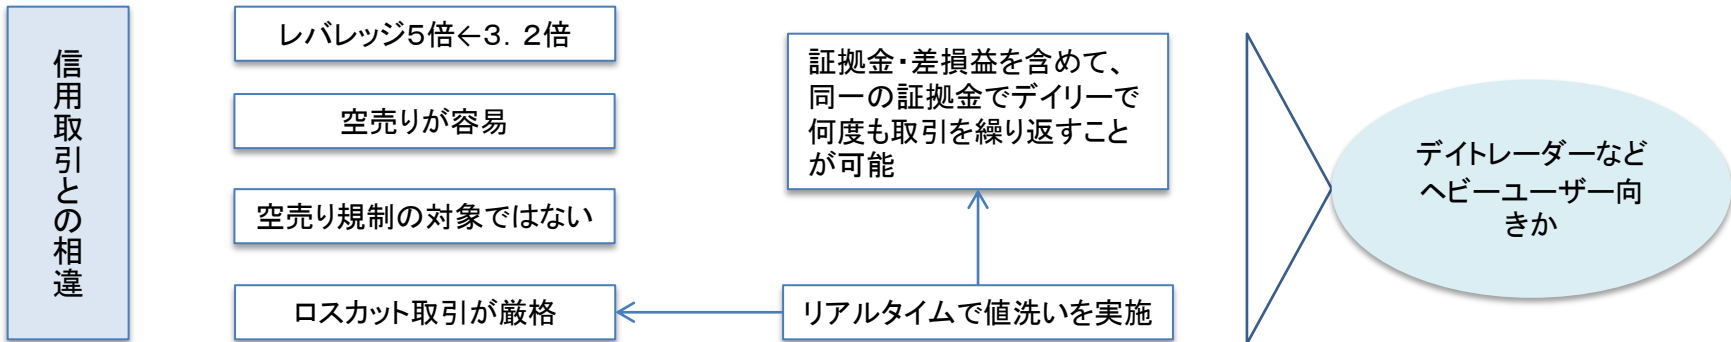 信用取引との相違
レバレッジ5倍←3．2倍
空売りが容易
空売り規制の対象ではない
ロスカット取引が厳格
証拠金・差損益を含めて、
同一の証拠金でデイリーで
何度も取引を繰り返すこと
が可能
リアルタイムで値洗いを実施
デイトレーダーなど
ヘビーユーザー向
きか